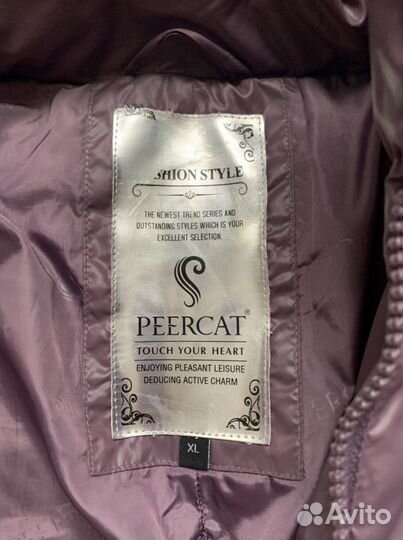 SHION STYLE
THE NEWEST TREND SERIES AND
OUTSTANDING STYLES WHICH IS YOUR
EXCELLENT SELECTION.
PEERCAT®
TOUCH YOUR HEART
ENJOYING PLEASANT LEISURE
DEDUCING ACTIVE CHARM
XL
Avito